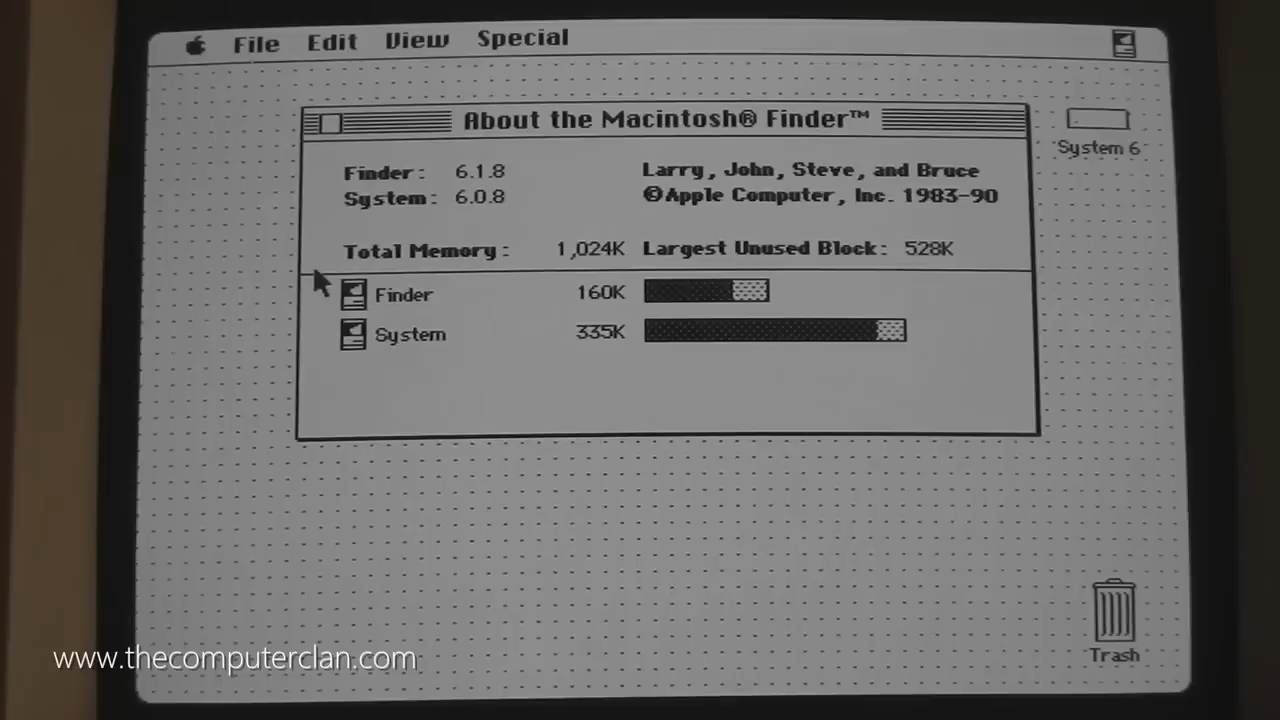 File Edit View Special
About the Macintosh® Finder™
System 6
Finder: 6.1.8 Larry, John, Steve, and Bruce
System: 6.0.8 ©Apple Computer, Inc. 1983-90
Total Memory: 1,024K Largest Unused Block: 528K
Finder 160K
System 335K
Trash
www.thecomputerclan.com